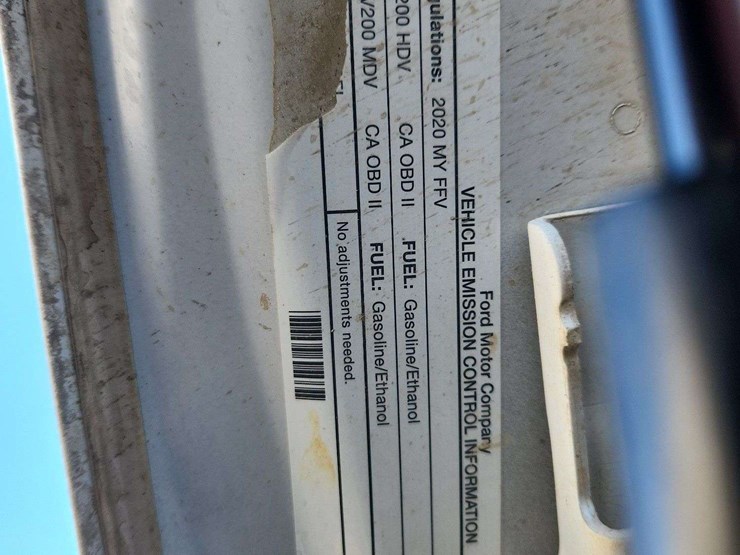 Ford Motor Company
VEHICLE EMISSION CONTROL INFORMATION
gulations: 2020 MY FFV
200 HDV CA OBD II FUEL: Gasoline/Ethanol
V200 MDV CA OBD II FUEL: Gasoline/Ethanol
No adjustments needed.